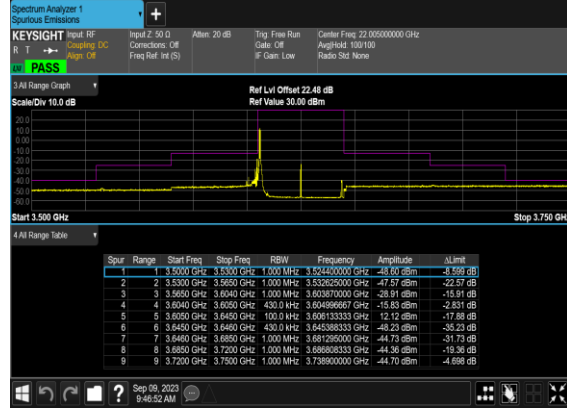 Spectrum Analyzer 1
Spurious Emissions
KEYSIGHT Input: RF Input Z: 50 Ω Atten: 20 dB Trig: Free Run Center Freq: 22.005000000 GHz
R T Coupling: DC Corrections: Off Gate: Off Avg|Hold: 100/100
Align: Off Freq Ref: Int (S) IF Gain: Low Radio Std: None
PASS
3 All Range Graph
Ref Lvl Offset 22.48 dB
Scale/Div 10.0 dB Ref Value 30.00 dBm
20.0
10.0
0.00
-10.0
-20.0
-30.0
-40.0
-50.0
-60.0
Start 3.500 GHz Stop 3.750 GHz
4 All Range Table
Spur Range Start Freq Stop Freq RBW Frequency Amplitude ΔLimit
1 1 3.5000 GHz 3.5300 GHz 1.000 MHz 3.524400000 GHz -48.60 dBm -8.599 dB
2 2 3.5300 GHz 3.5650 GHz 1.000 MHz 3.532625000 GHz -47.57 dBm -22.57 dB
3 3 3.5650 GHz 3.6040 GHz 1.000 MHz 3.603870000 GHz -28.91 dBm -15.91 dB
4 4 3.6040 GHz 3.6050 GHz 430.0 kHz 3.604996667 GHz -15.83 dBm -2.831 dB
5 5 3.6050 GHz 3.6450 GHz 100.0 kHz 3.606133333 GHz 12.12 dBm -17.88 dB
6 6 3.6450 GHz 3.6460 GHz 430.0 kHz 3.645388333 GHz -48.23 dBm -35.23 dB
7 7 3.6460 GHz 3.6850 GHz 1.000 MHz 3.681295000 GHz -44.73 dBm -31.73 dB
8 8 3.6850 GHz 3.7200 GHz 1.000 MHz 3.686808333 GHz -44.36 dBm -19.36 dB
9 9 3.7200 GHz 3.7500 GHz 1.000 MHz 3.738900000 GHz -44.70 dBm -4.698 dB
Sep 09, 2023
9:46:52 AM